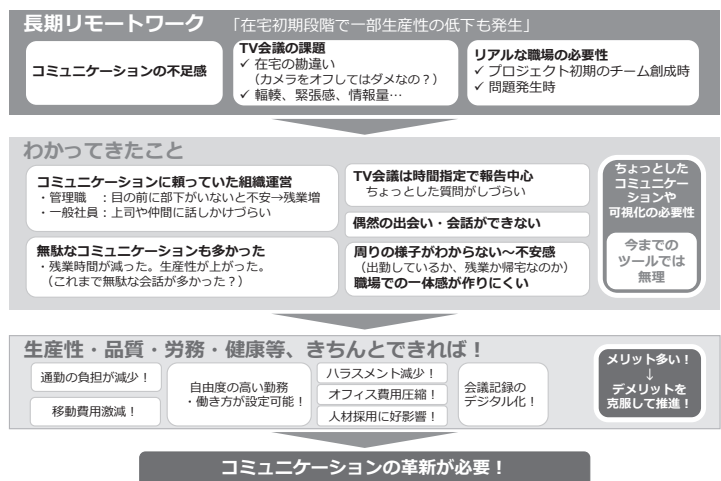 長期リモートワーク 「在宅初期段階で一部生産性の低下も発生」
コミュニケーションの不足感
TV会議の課題
✓ 在宅の勘違い
（カメラをオフしてはダメなの？）
✓ 輻輳、緊張感、情報量…
リアルな職場の必要性
✓ プロジェクト初期のチーム創成時
✓ 問題発生時
わかってきたこと
コミュニケーションに頼っていた組織運営
・管理職 ：目の前に部下がいないと不安→残業増
・一般社員：上司や仲間に話しかけづらい
無駄なコミュニケーションも多かった
・残業時間が減った。生産性が上がった。
（これまで無駄な会話が多かった？）
TV会議は時間指定で報告中心
ちょっとした質問がしづらい
偶然の出会い・会話ができない
周りの様子がわからない～不安感
（出勤しているか、残業か帰宅なのか）
職場での一体感が作りにくい
ちょっとした
コミュニケー
ションや
可視化の必要性
今までの
ツールでは
無理
生産性・品質・労務・健康等、きちんとできれば！
通勤の負担が減少！
移動費用激減！
自由度の高い勤務
・働き方が設定可能！
ハラスメント減少！
オフィス費用圧縮！
人材採用に好影響！
会議記録の
デジタル化！
メリット多い！
↓
デメリットを
克服して推進！
コミュニケーションの革新が必要！